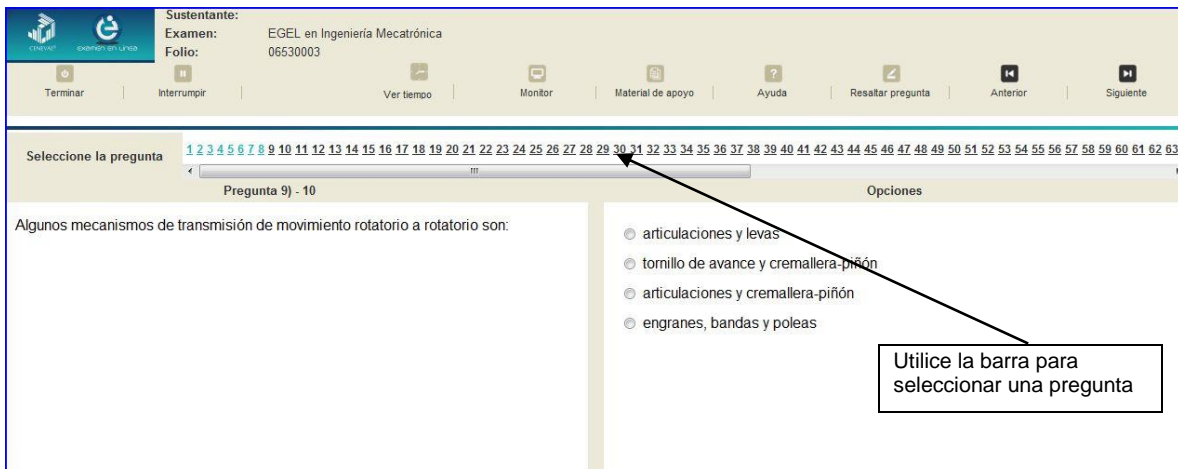 Sustentante:
Examen: EGEL en Ingeniería Mecatrónica
Folio: 06530003
CENEVAL
examen en Línea
Terminar
Interrumpir
Ver tiempo
Monitor
Material de apoyo
Ayuda
Resaltar pregunta
Anterior
Siguiente
Seleccione la pregunta
1 2 3 4 5 6 7 8 9 10 11 12 13 14 15 16 17 18 19 20 21 22 23 24 25 26 27 28 29 30 31 32 33 34 35 36 37 38 39 40 41 42 43 44 45 46 47 48 49 50 51 52 53 54 55 56 57 58 59 60 61 62 63
Pregunta 9) - 10
Opciones
Algunos mecanismos de transmisión de movimiento rotatorio a rotatorio son:
articulaciones y levas
tornillo de avance y cremallera-piñón
articulaciones y cremallera-piñón
engranes, bandas y poleas
Utilice la barra para
seleccionar una pregunta